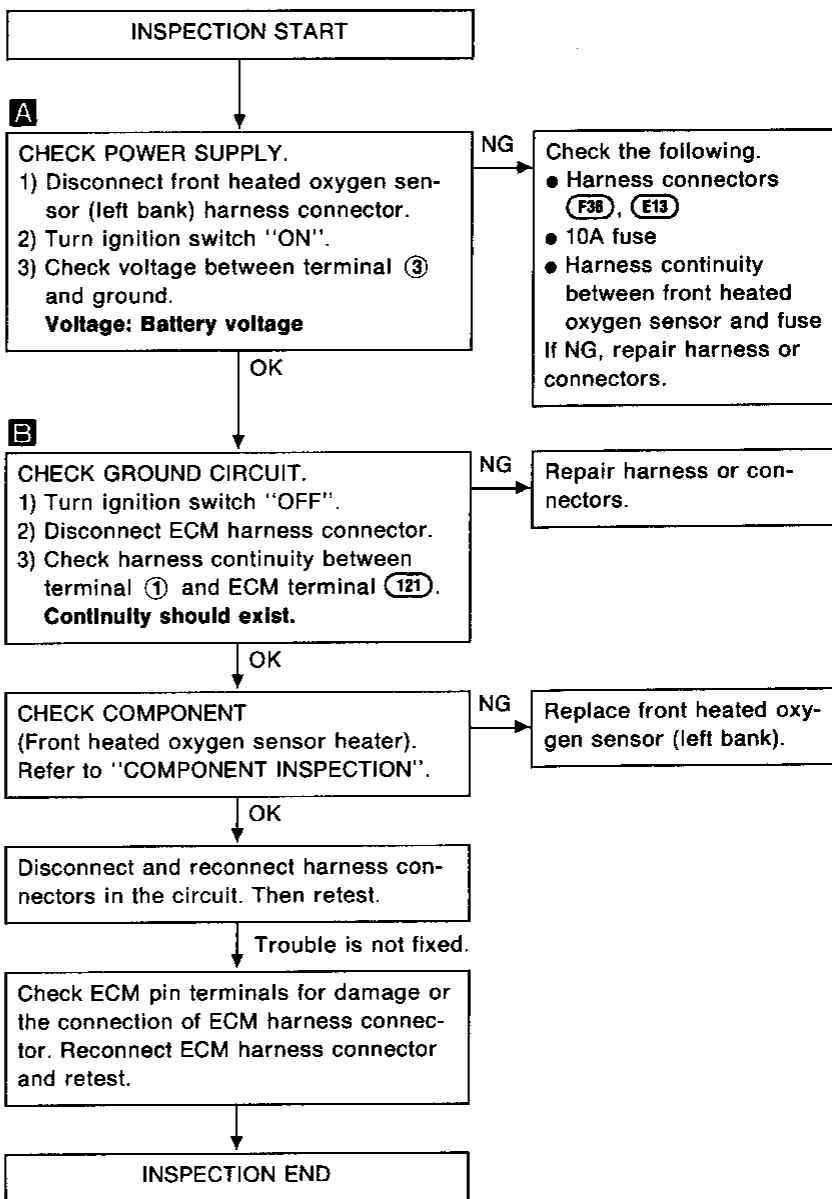 INSPECTION START
A
CHECK POWER SUPPLY.
1) Disconnect front heated oxygen sen-
sor (left bank) harness connector.
2) Turn ignition switch "ON".
3) Check voltage between terminal ③
and ground.
Voltage: Battery voltage
NG
Check the following.
● Harness connectors
F38, E13
● 10A fuse
● Harness continuity
between front heated
oxygen sensor and fuse
If NG, repair harness or
connectors.
OK
B
CHECK GROUND CIRCUIT.
1) Turn ignition switch "OFF".
2) Disconnect ECM harness connector.
3) Check harness continuity between
terminal ① and ECM terminal 121.
Continuity should exist.
NG
Repair harness or con-
nectors.
OK
CHECK COMPONENT
(Front heated oxygen sensor heater).
Refer to "COMPONENT INSPECTION".
NG
Replace front heated oxy-
gen sensor (left bank).
OK
Disconnect and reconnect harness con-
nectors in the circuit. Then retest.
Trouble is not fixed.
Check ECM pin terminals for damage or
the connection of ECM harness connec-
tor. Reconnect ECM harness connector
and retest.
INSPECTION END